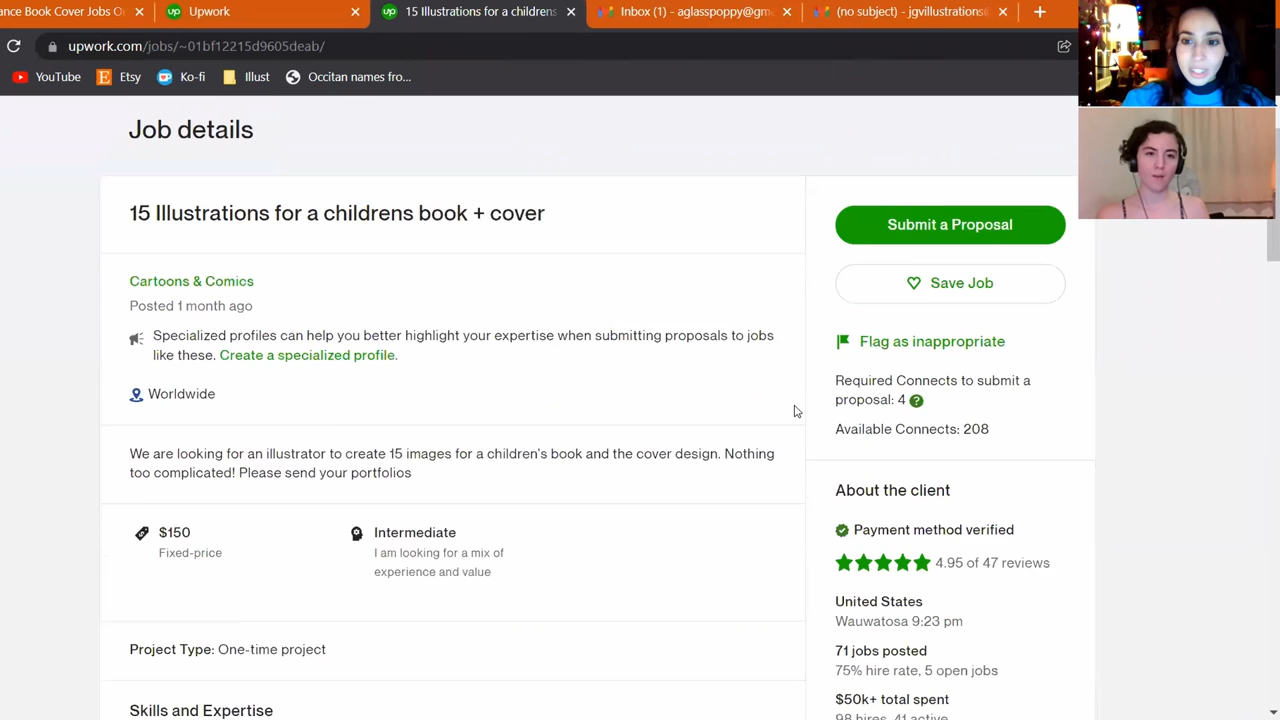 ance Book Cover Jobs O
Upwork
15 Illustrations for a childrens
Inbox (1) - aglasspoppy@gm
(no subject) - jgvillustrations
upwork.com/jobs/~01bf12215d9605deab/
YouTube
Etsy
Ko-fi
Illust
Occitan names fro...
Job details
15 Illustrations for a childrens book + cover
Cartoons & Comics
Posted 1 month ago
Specialized profiles can help you better highlight your expertise when submitting proposals to jobs
like these. Create a specialized profile.
Worldwide
We are looking for an illustrator to create 15 images for a children's book and the cover design. Nothing
too complicated! Please send your portfolios
$150
Fixed-price
Intermediate
I am looking for a mix of
experience and value
Project Type: One-time project
Skills and Expertise
Submit a Proposal
Save Job
Flag as inappropriate
Required Connects to submit a
proposal: 4
Available Connects: 208
About the client
Payment method verified
4.95 of 47 reviews
United States
Wauwatosa 9:23 pm
71 jobs posted
75% hire rate, 5 open jobs
$50k+ total spent
98 hires, 41 active